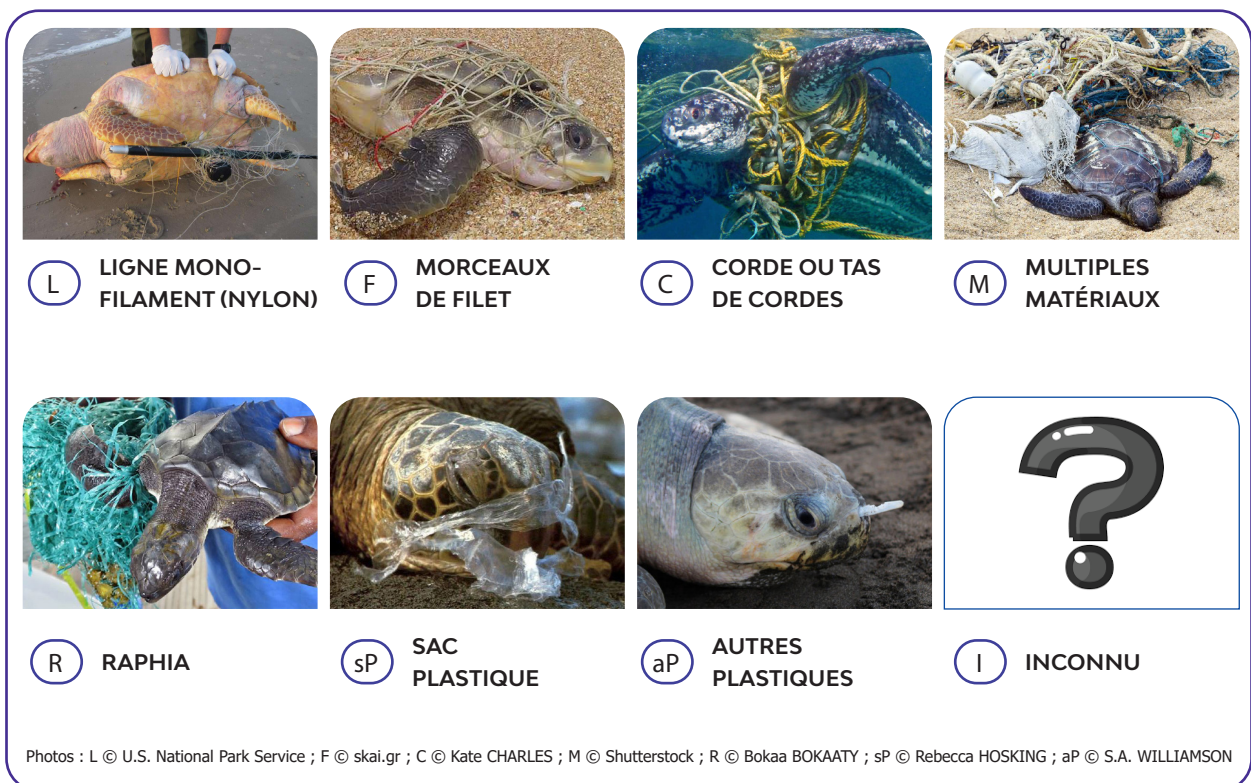 L
LIGNE MONO-
FILAMENT (NYLON)
F
MORCEAUX
DE FILET
C
CORDE OU TAS
DE CORDES
M
MULTIPLES
MATÉRIAUX
R
RAPHIA
sP
SAC
PLASTIQUE
aP
AUTRES
PLASTIQUES
?
I
INCONNU
Photos : L © U.S. National Park Service ; F © skai.gr ; C © Kate CHARLES ; M © Shutterstock ; R © Bokaa BOKAATY ; sP © Rebecca HOSKING ; aP © S.A. WILLIAMSON